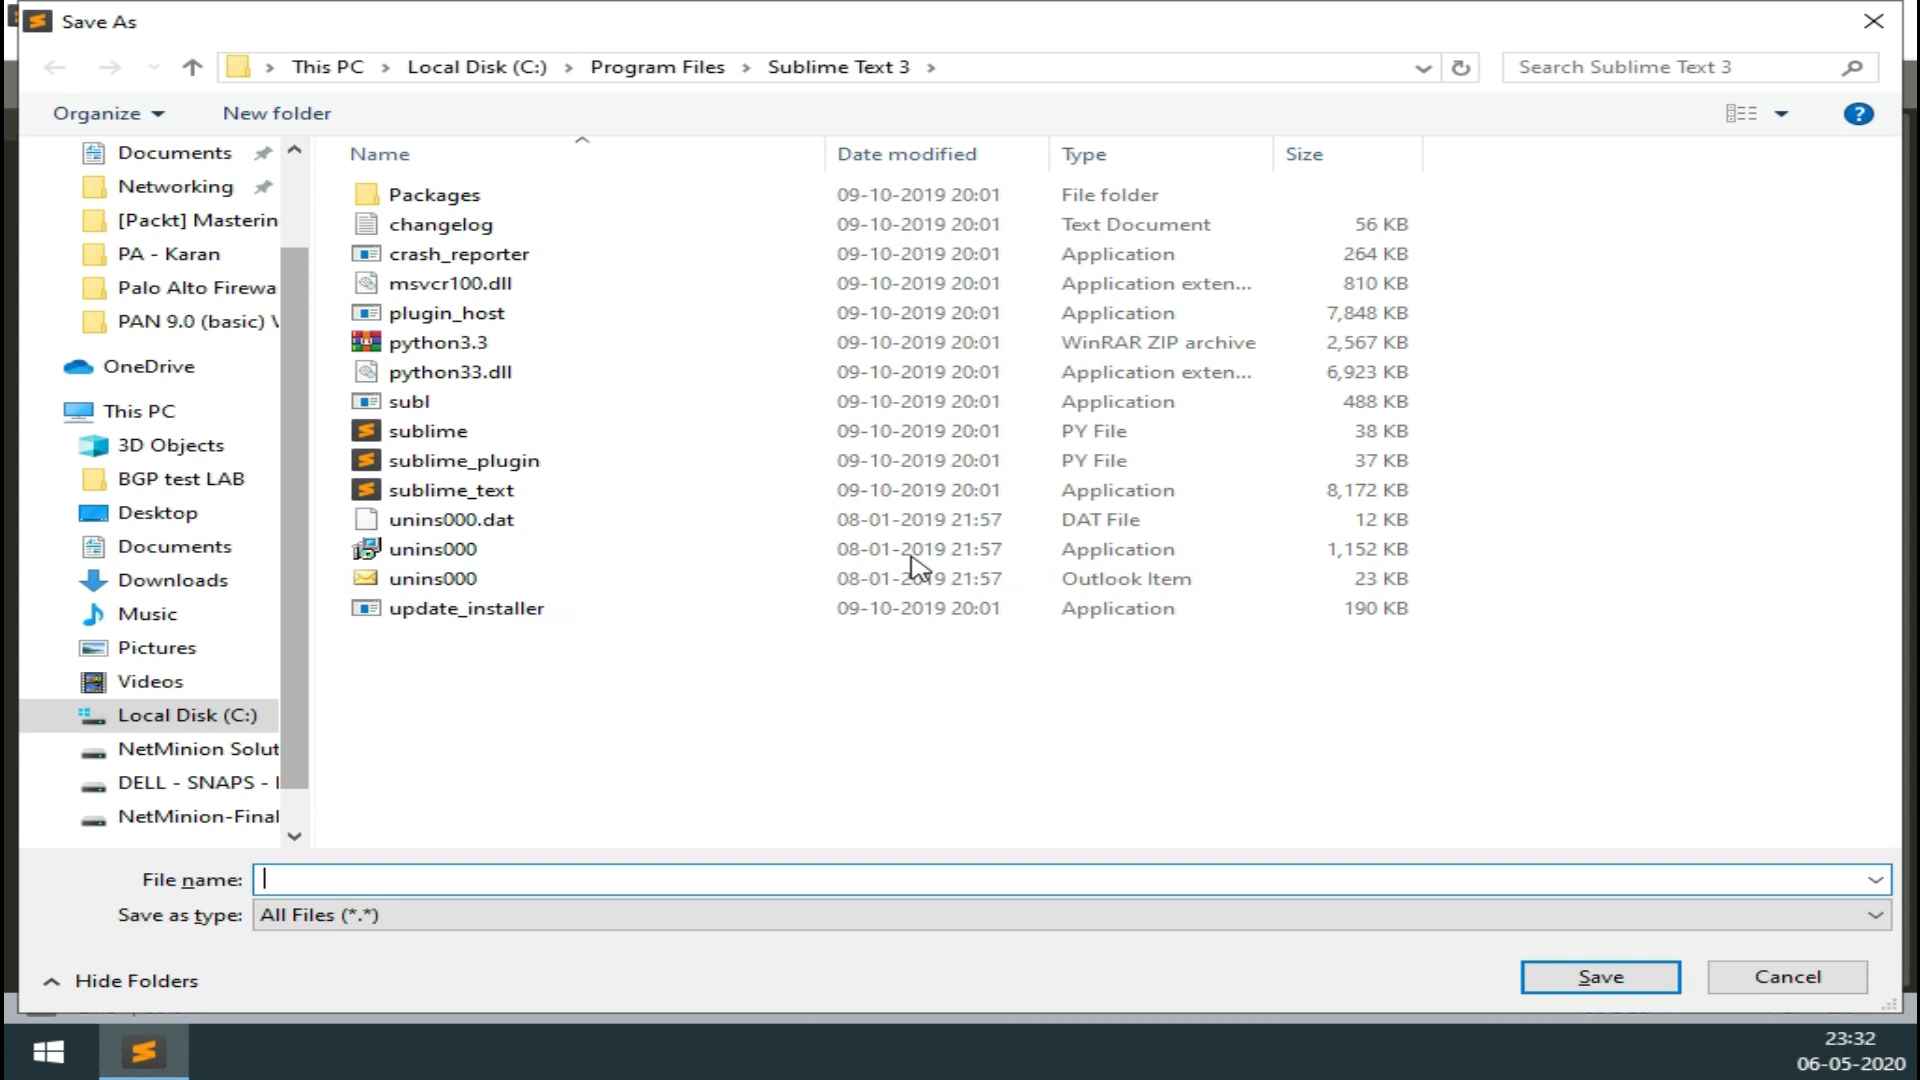 Save As
This PC > Local Disk (C:) > Program Files > Sublime Text 3 >
Search Sublime Text 3
Organize
New folder
?
Name
Date modified
Type
Size
Documents
Networking
[Packt] Masterin
PA - Karan
Palo Alto Firewa
PAN 9.0 (basic)
OneDrive
This PC
3D Objects
BGP test LAB
Desktop
Documents
Downloads
Music
Pictures
Videos
Local Disk (C:)
NetMinion Solut
DELL - SNAPS -
NetMinion-Final
Packages 09-10-2019 20:01 File folder
changelog 09-10-2019 20:01 Text Document 56 KB
crash_reporter 09-10-2019 20:01 Application 264 KB
msvcr100.dll 09-10-2019 20:01 Application exten... 810 KB
plugin_host 09-10-2019 20:01 Application 7,848 KB
python3.3 09-10-2019 20:01 WinRAR ZIP archive 2,567 KB
python33.dll 09-10-2019 20:01 Application exten... 6,923 KB
subl 09-10-2019 20:01 Application 488 KB
sublime 09-10-2019 20:01 PY File 38 KB
sublime_plugin 09-10-2019 20:01 PY File 37 KB
sublime_text 09-10-2019 20:01 Application 8,172 KB
unins000.dat 08-01-2019 21:57 DAT File 12 KB
unins000 08-01-2019 21:57 Application 1,152 KB
unins000 08-01-2019 21:57 Outlook Item 23 KB
update_installer 09-10-2019 20:01 Application 190 KB
File name:
Save as type: All Files (*.*)
Hide Folders
Save
Cancel
23:32
06-05-2020